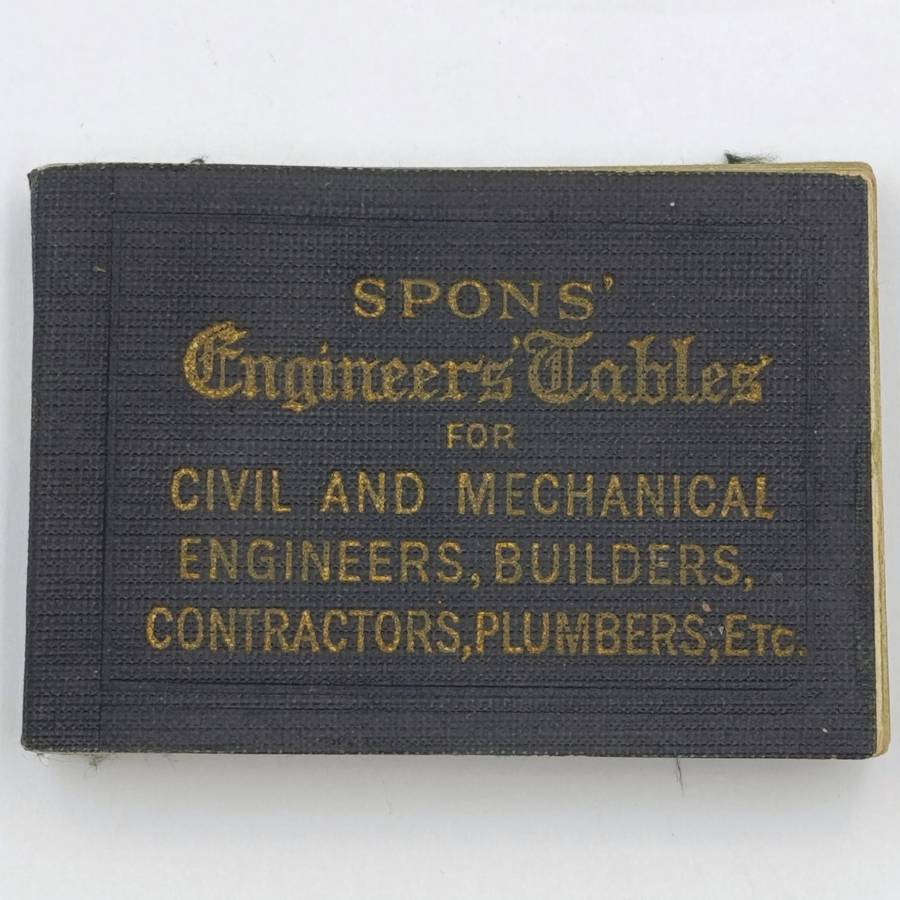 SPONS'
Engineers' Tables
FOR
CIVIL AND MECHANICAL
ENGINEERS, BUILDERS,
CONTRACTORS, PLUMBERS, ETC.